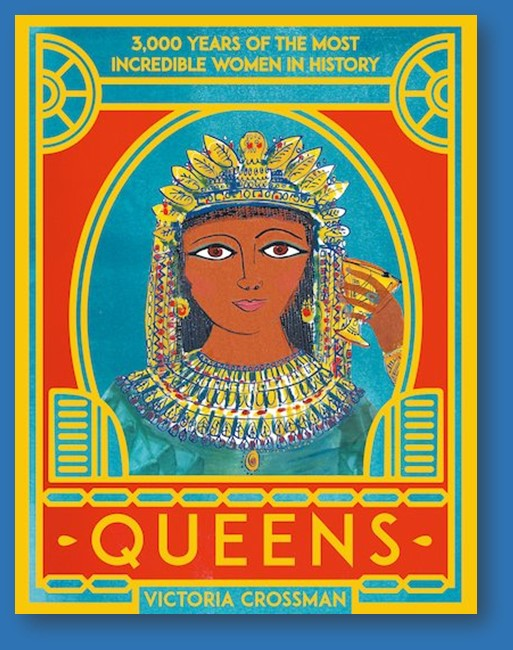 3,000 YEARS OF THE MOST
INCREDIBLE WOMEN IN HISTORY
QUEENS
VICTORIA CROSSMAN